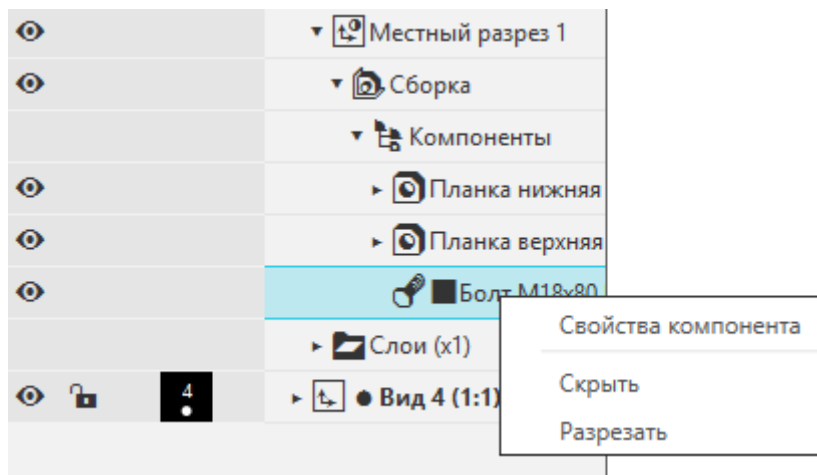 Местный разрез 1
Сборка
Компоненты
Планка нижняя
Планка верхняя
Болт М18х80
Свойства компонента
Слои (x1)
Скрыть
4
Вид 4 (1:1)
Разрезать